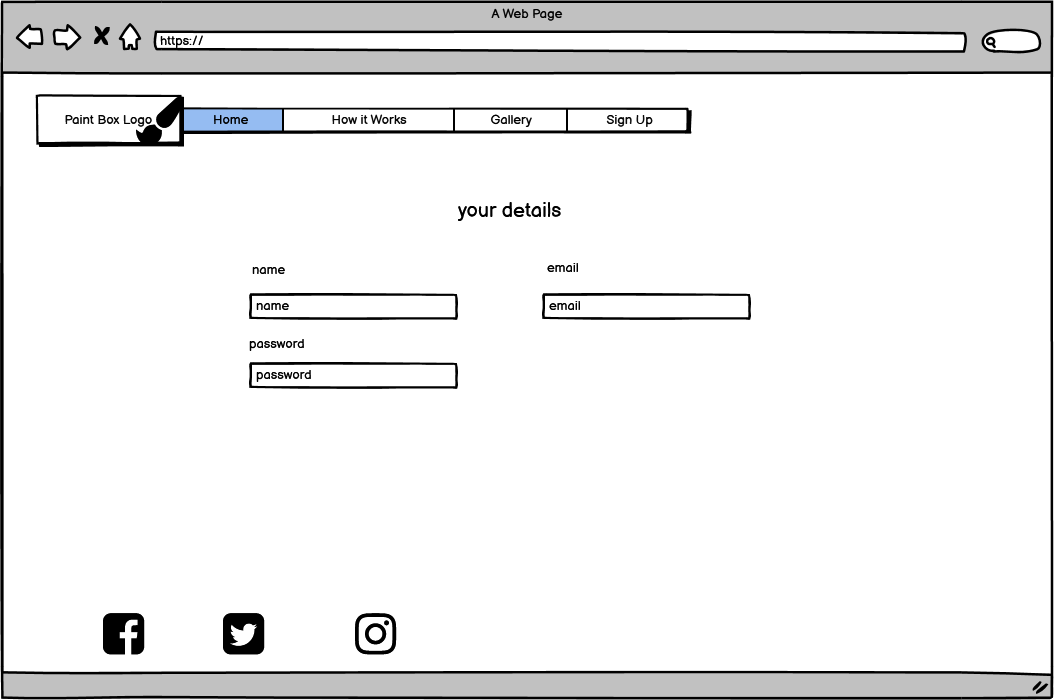 A Web Page
https://
Paint Box Logo
Home
How it Works
Gallery
Sign Up
your details
name
email
name
email
password
password